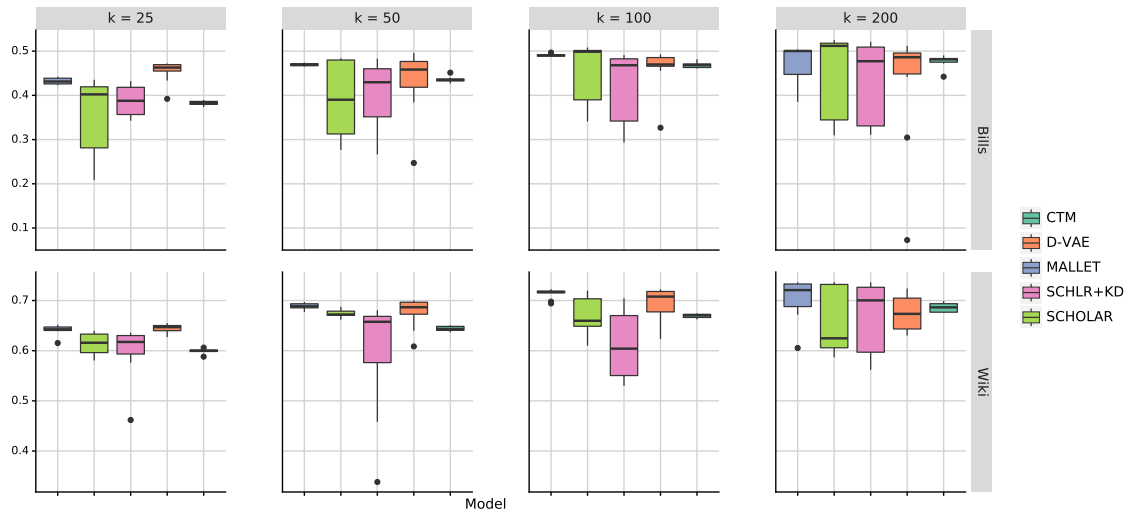 k = 25
k = 50
k = 100
k = 200
0.5
0.4
0.3
0.2
0.1
Bills
0.7
0.6
0.5
0.4
Wiki
Model
CTM
D-VAE
MALLET
SCHLR+KD
SCHOLAR